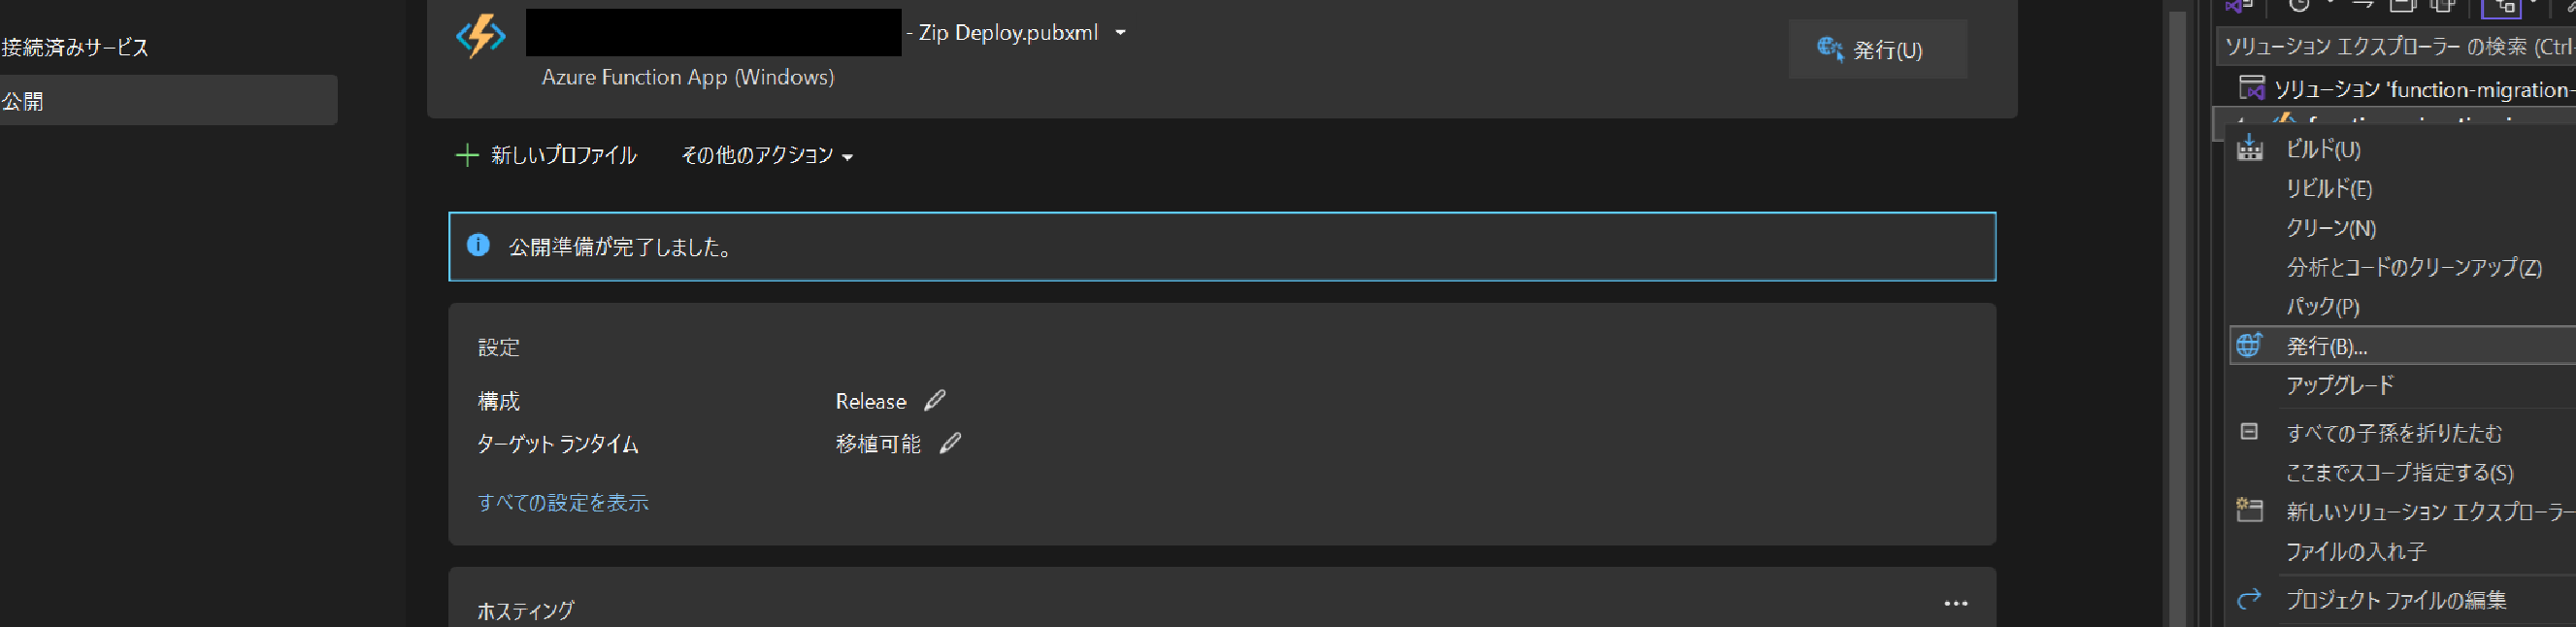 接続済みサービス
公開
- Zip Deploy.pubxml
Azure Function App (Windows)
発行(U)
新しいプロファイル
その他のアクション
公開準備が完了しました。
設定
構成
Release
ターゲット ランタイム
移植可能
すべての設定を表示
ホスティング
ソリューション エクスプローラー の検索 (Ctrl
ソリューション 'function-migration-
ビルド(U)
リビルド(E)
クリーン(N)
分析とコードのクリーンアップ(Z)
パック(P)
発行(B)...
アップグレード
すべての子孫を折りたたむ
ここまでスコープ指定する(S)
新しいソリューション エクスプローラー
ファイルの入れ子
プロジェクト ファイルの編集